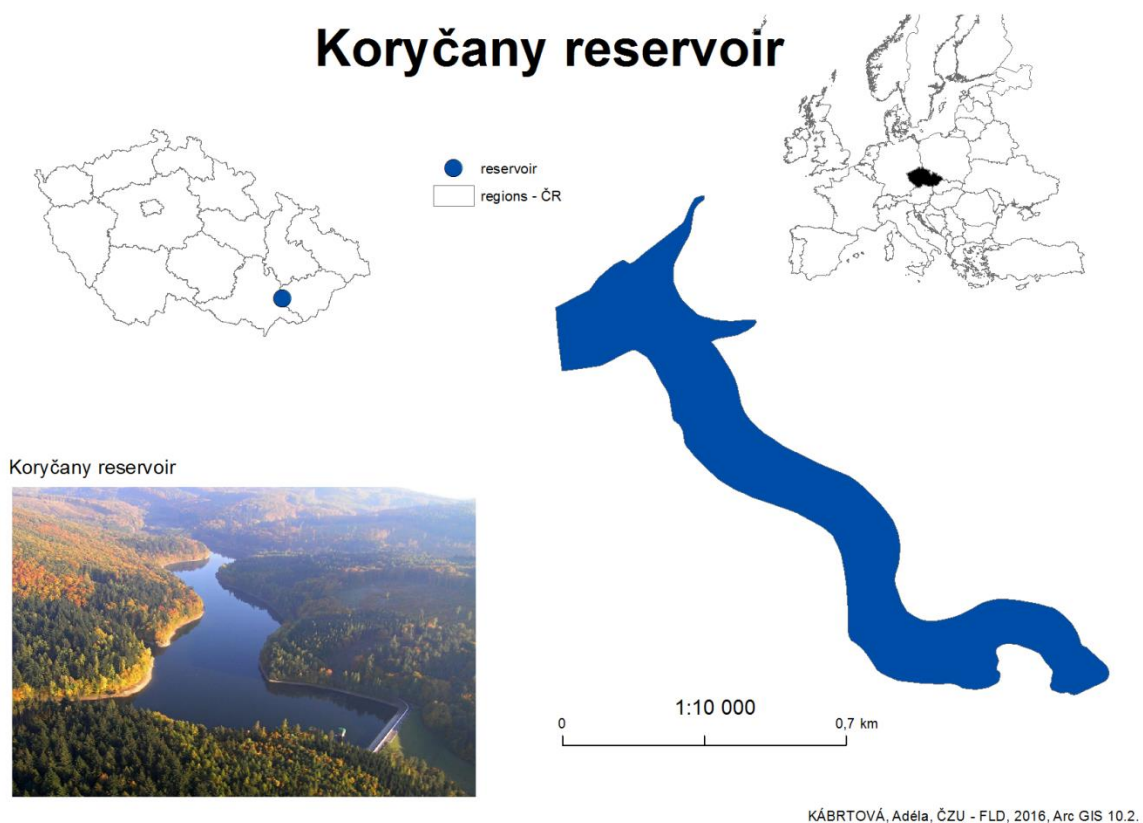 Koryčany reservoir
reservoir
regions - ČR
Koryčany reservoir
1:10 000
0
0,7 km
KÁBRTOVÁ, Adéla, ČZU - FLD, 2016, Arc GIS 10.2.